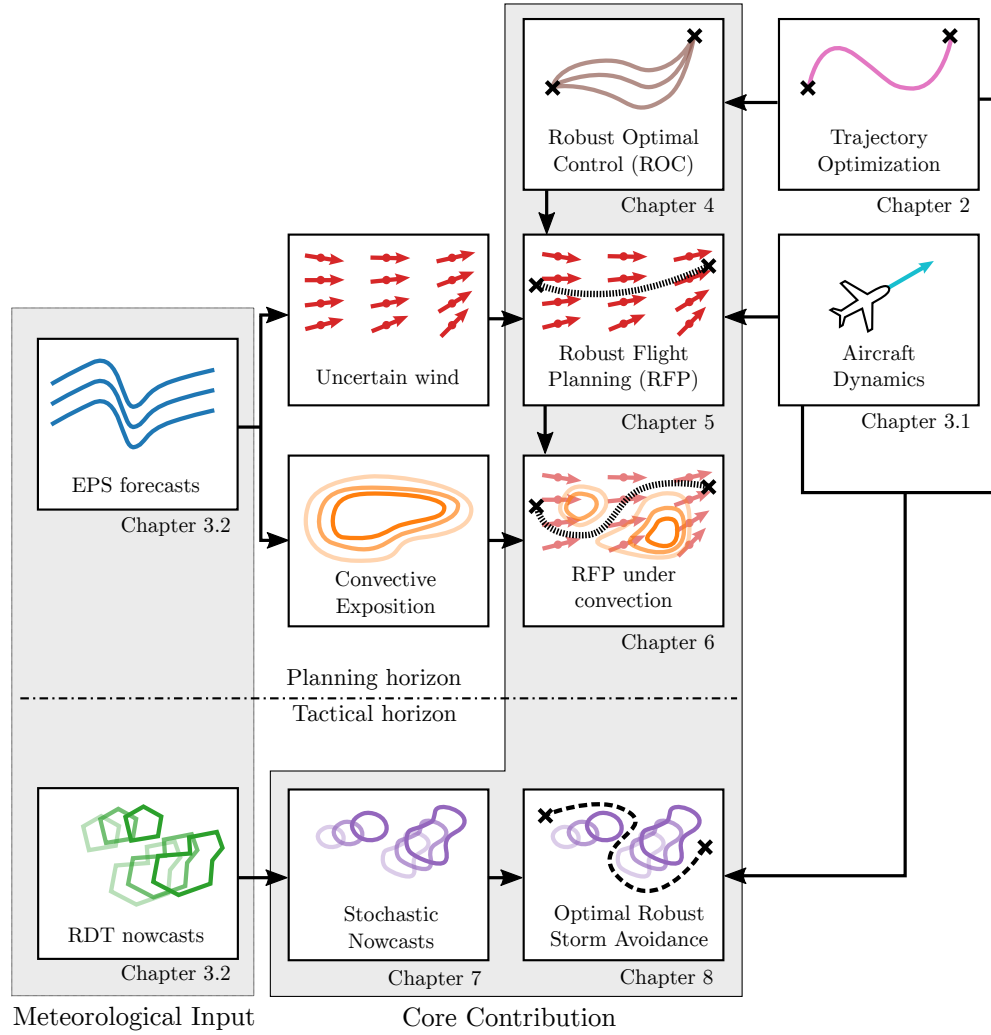 Robust Optimal
Control (ROC)
Chapter 4
Trajectory
Optimization
Chapter 2
Uncertain wind
Robust Flight
Planning (RFP)
Chapter 5
Aircraft
Dynamics
Chapter 3.1
EPS forecasts
Chapter 3.2
Convective
Exposition
RFP under
convection
Chapter 6
Planning horizon
Tactical horizon
RDT nowcasts
Chapter 3.2
Stochastic
Nowcasts
Chapter 7
Optimal Robust
Storm Avoidance
Chapter 8
Meteorological Input
Core Contribution